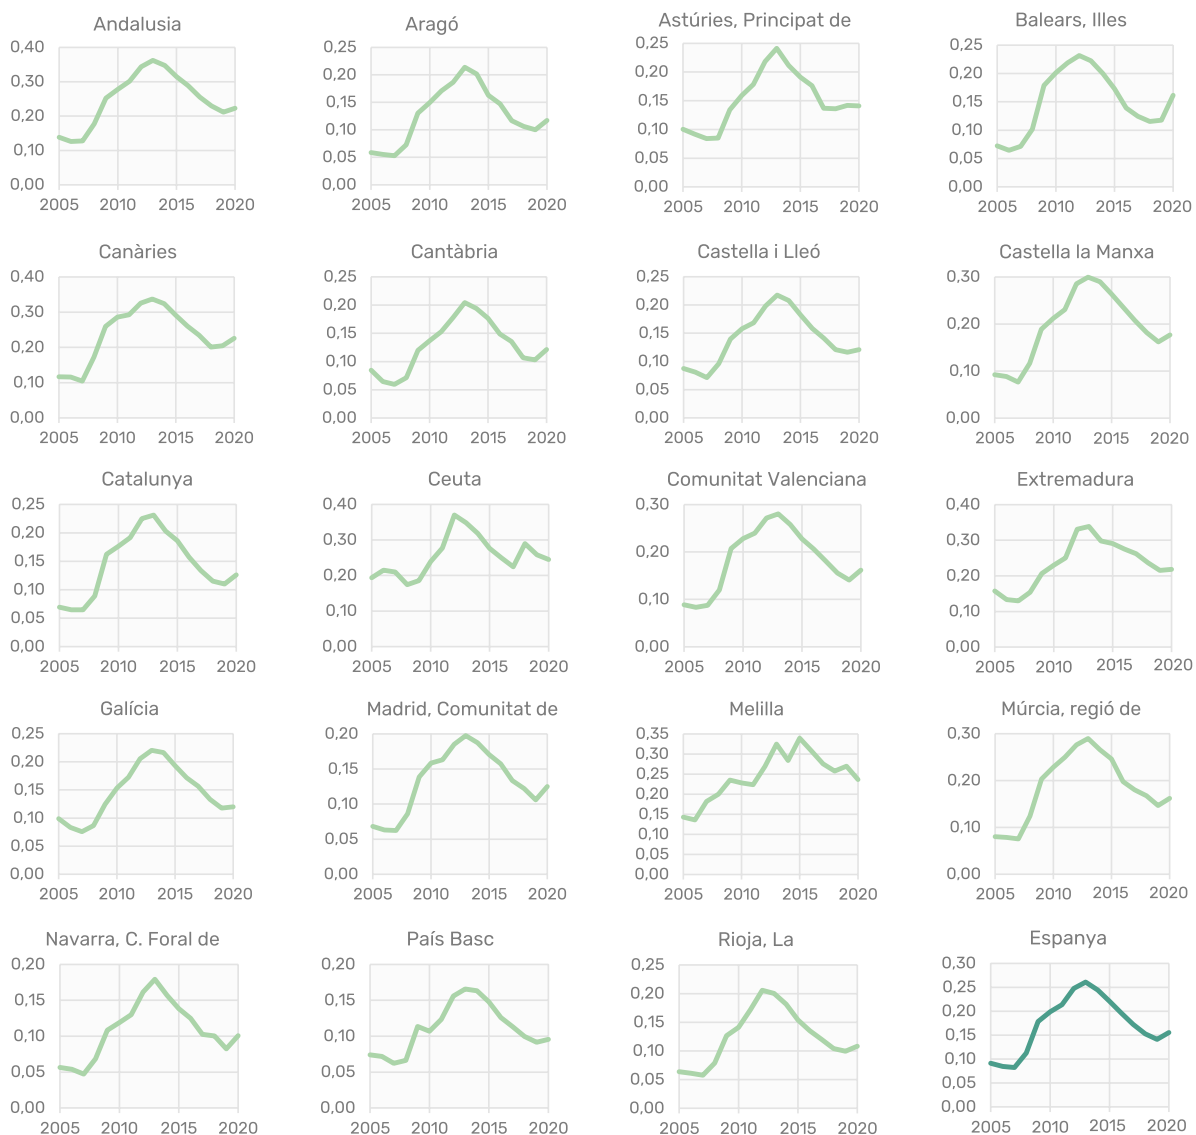 Andalusia
0,40
0,30
0,20
0,10
0,00
2005 2010 2015 2020
Aragó
0,25
0,20
0,15
0,10
0,05
0,00
2005 2010 2015 2020
Astúries, Principat de
0,25
0,20
0,15
0,10
0,05
0,00
2005 2010 2015 2020
Balears, Illes
0,25
0,20
0,15
0,10
0,05
0,00
2005 2010 2015 2020
Canàries
0,40
0,30
0,20
0,10
0,00
2005 2010 2015 2020
Cantàbria
0,25
0,20
0,15
0,10
0,05
0,00
2005 2010 2015 2020
Castella i Lleó
0,25
0,20
0,15
0,10
0,05
0,00
2005 2010 2015 2020
Castella la Manxa
0,30
0,20
0,10
0,00
2005 2010 2015 2020
Catalunya
0,25
0,20
0,15
0,10
0,05
0,00
2005 2010 2015 2020
Ceuta
0,40
0,30
0,20
0,10
0,00
2005 2010 2015 2020
Comunitat Valenciana
0,30
0,20
0,10
0,00
2005 2010 2015 2020
Extremadura
0,40
0,30
0,20
0,10
0,00
2005 2010 2015 2020
Galícia
0,25
0,20
0,15
0,10
0,05
0,00
2005 2010 2015 2020
Madrid, Comunitat de
0,20
0,15
0,10
0,05
0,00
2005 2010 2015 2020
Melilla
0,35
0,30
0,25
0,20
0,15
0,10
0,05
0,00
2005 2010 2015 2020
Múrcia, regió de
0,30
0,20
0,10
0,00
2005 2010 2015 2020
Navarra, C. Foral de
0,20
0,15
0,10
0,05
0,00
2005 2010 2015 2020
País Basc
0,20
0,15
0,10
0,05
0,00
2005 2010 2015 2020
Rioja, La
0,25
0,20
0,15
0,10
0,05
0,00
2005 2010 2015 2020
Espanya
0,30
0,25
0,20
0,15
0,10
0,05
0,00
2005 2010 2015 2020